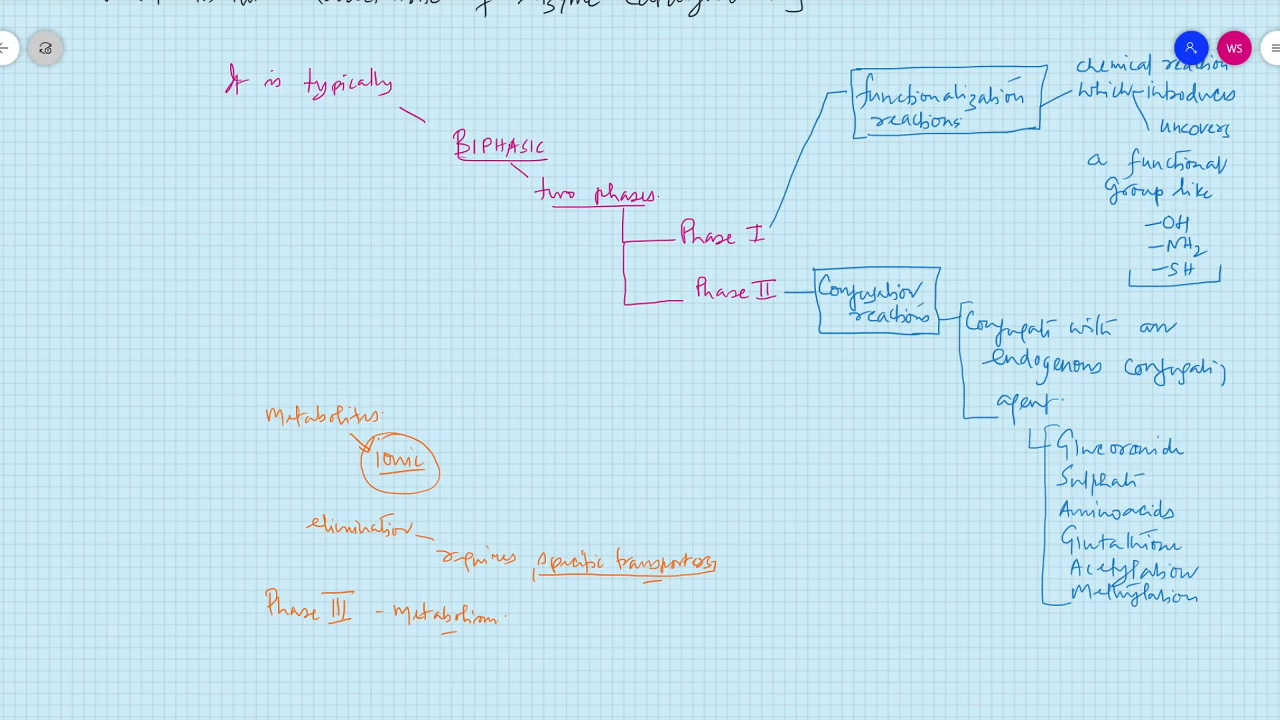 It is typically
BIPHASIC
two phases.
Phase I
Phase II
functionalization
reactions
chemical reaction
which introduces
uncovers
a functional
Group like
-OH
-NH2
-SH
Conjugation
reactions
Conjugate with an
endogenous conjugating
agent.
Glucoronide
Sulphate
Aminoacids
Glutathione
Acetylation
Methylation
Metabolites
ionic
elimination
requires specific transporters
Phase III - Metabolism.
WS